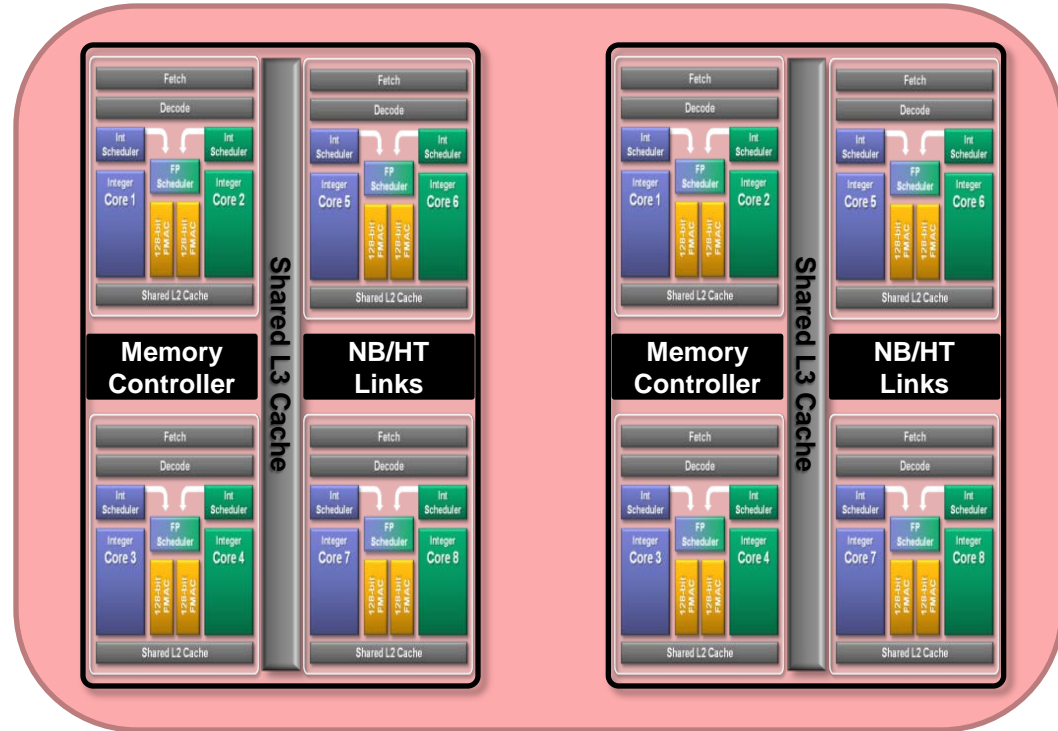 Fetch
Decode
Int
Scheduler
Int
Scheduler
FP
Scheduler
Integer
Core 1
Integer
Core 2
128-bit
FMAC
128-bit
FMAC
Shared L2 Cache
Fetch
Decode
Int
Scheduler
Int
Scheduler
FP
Scheduler
Integer
Core 5
Integer
Core 6
128-bit
FMAC
128-bit
FMAC
Shared L2 Cache
Shared L3 Cache
Memory
Controller
NB/HT
Links
Fetch
Decode
Int
Scheduler
Int
Scheduler
FP
Scheduler
Integer
Core 3
Integer
Core 4
128-bit
FMAC
128-bit
FMAC
Shared L2 Cache
Fetch
Decode
Int
Scheduler
Int
Scheduler
FP
Scheduler
Integer
Core 7
Integer
Core 8
128-bit
FMAC
128-bit
FMAC
Shared L2 Cache
Fetch
Decode
Int
Scheduler
Int
Scheduler
FP
Scheduler
Integer
Core 1
Integer
Core 2
128-bit
FMAC
128-bit
FMAC
Shared L2 Cache
Fetch
Decode
Int
Scheduler
Int
Scheduler
FP
Scheduler
Integer
Core 5
Integer
Core 6
128-bit
FMAC
128-bit
FMAC
Shared L2 Cache
Shared L3 Cache
Memory
Controller
NB/HT
Links
Fetch
Decode
Int
Scheduler
Int
Scheduler
FP
Scheduler
Integer
Core 3
Integer
Core 4
128-bit
FMAC
128-bit
FMAC
Shared L2 Cache
Fetch
Decode
Int
Scheduler
Int
Scheduler
FP
Scheduler
Integer
Core 7
Integer
Core 8
128-bit
FMAC
128-bit
FMAC
Shared L2 Cache